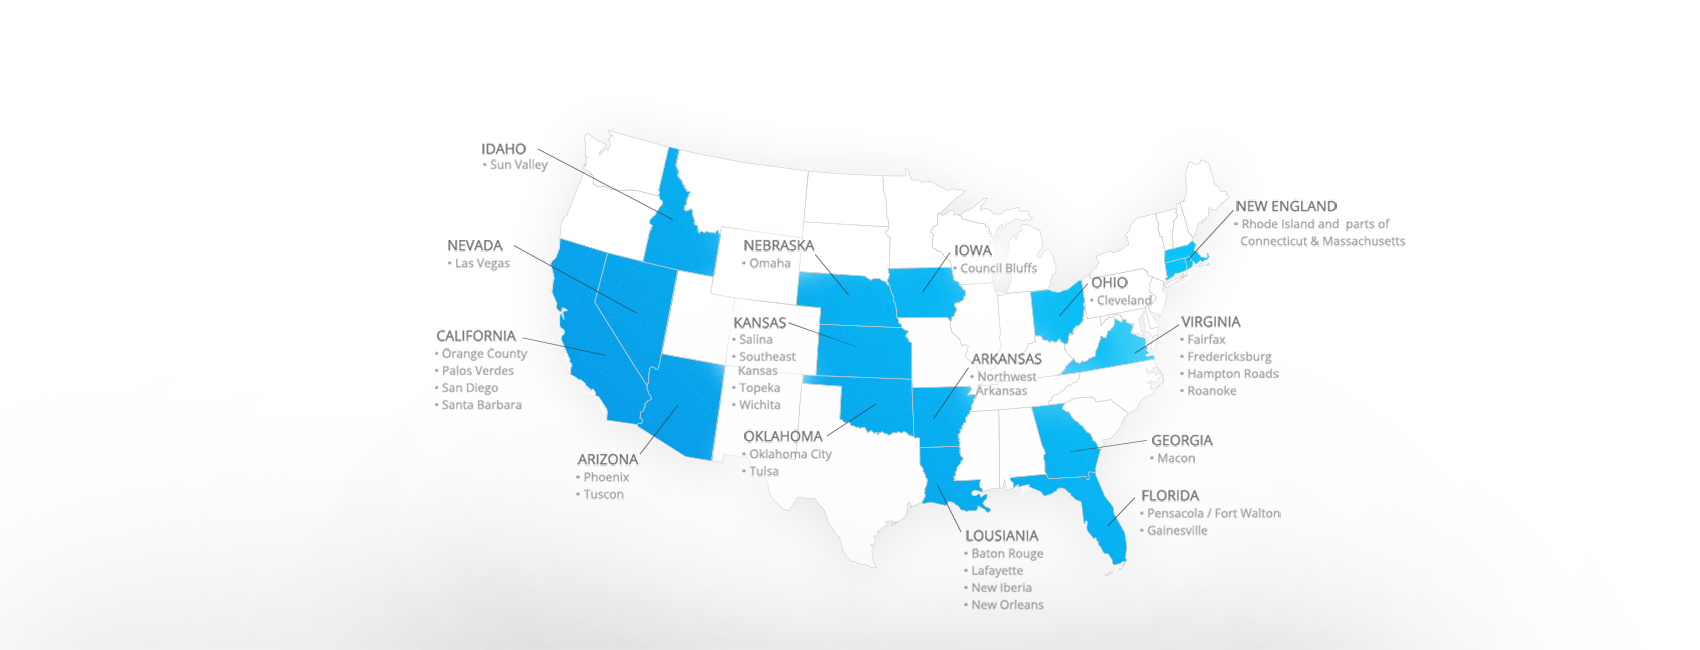 IDAHO
• Sun Valley
NEVADA
• Las Vegas
CALIFORNIA
• Orange County
• Palos Verdes
• San Diego
• Santa Barbara
ARIZONA
• Phoenix
• Tuscon
NEBRASKA
• Omaha
KANSAS
• Salina
• Southeast
Kansas
• Topeka
• Wichita
OKLAHOMA
• Oklahoma City
• Tulsa
IOWA
• Council Bluffs
ARKANSAS
• Northwest
Arkansas
LOUSIANIA
• Baton Rouge
• Lafayette
• New Iberia
• New Orleans
OHIO
• Cleveland
NEW ENGLAND
• Rhode Island and parts of
Connecticut & Massachusetts
VIRGINIA
• Fairfax
• Fredericksburg
• Hampton Roads
• Roanoke
GEORGIA
• Macon
FLORIDA
• Pensacola / Fort Walton
• Gainesville